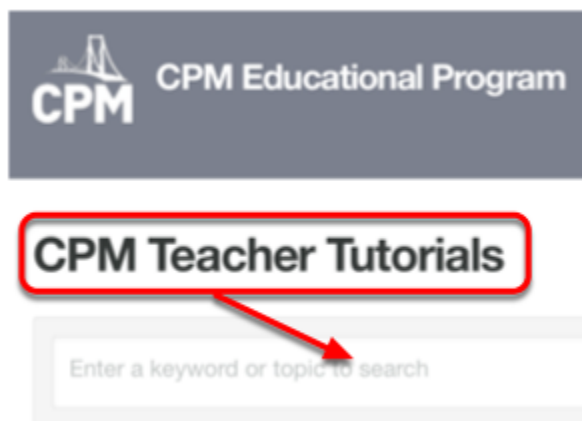 CPM
CPM Educational Program
CPM Teacher Tutorials
Enter a keyword or topic to search